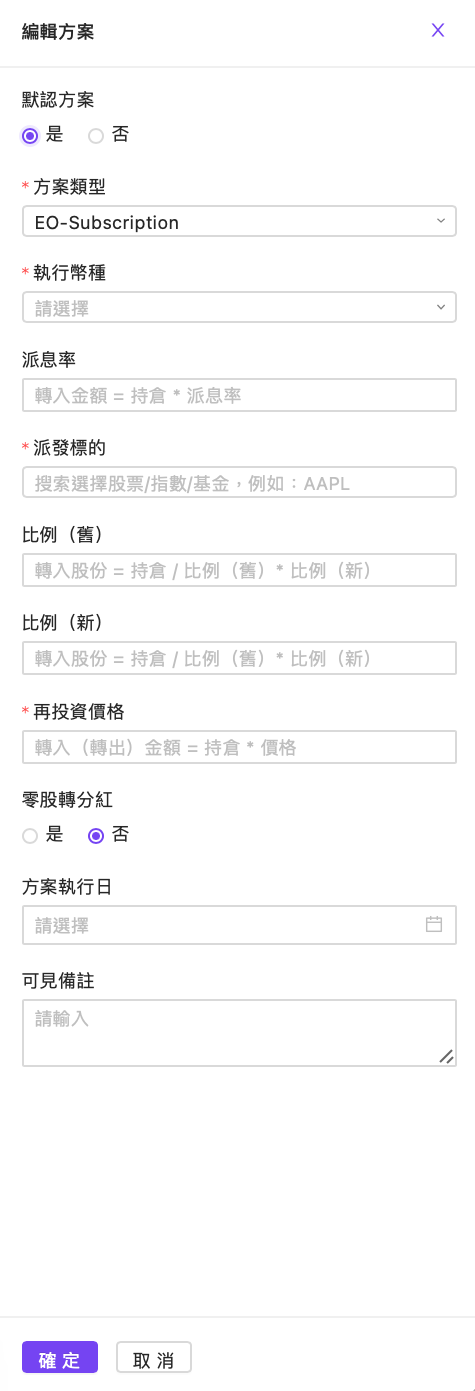 編輯方案
默認方案
是 否
* 方案類型
EO-Subscription
* 執行幣種
請選擇
派息率
轉入金額 = 持倉 * 派息率
* 派發標的
搜索選擇股票/指數/基金，例如：AAPL
比例（舊）
轉入股份 = 持倉 / 比例（舊）* 比例（新）
比例（新）
轉入股份 = 持倉 / 比例（舊）* 比例（新）
* 再投資價格
轉入（轉出）金額 = 持倉 * 價格
零股轉分紅
是 否
方案執行日
請選擇
可見備註
請輸入
確 定 取 消